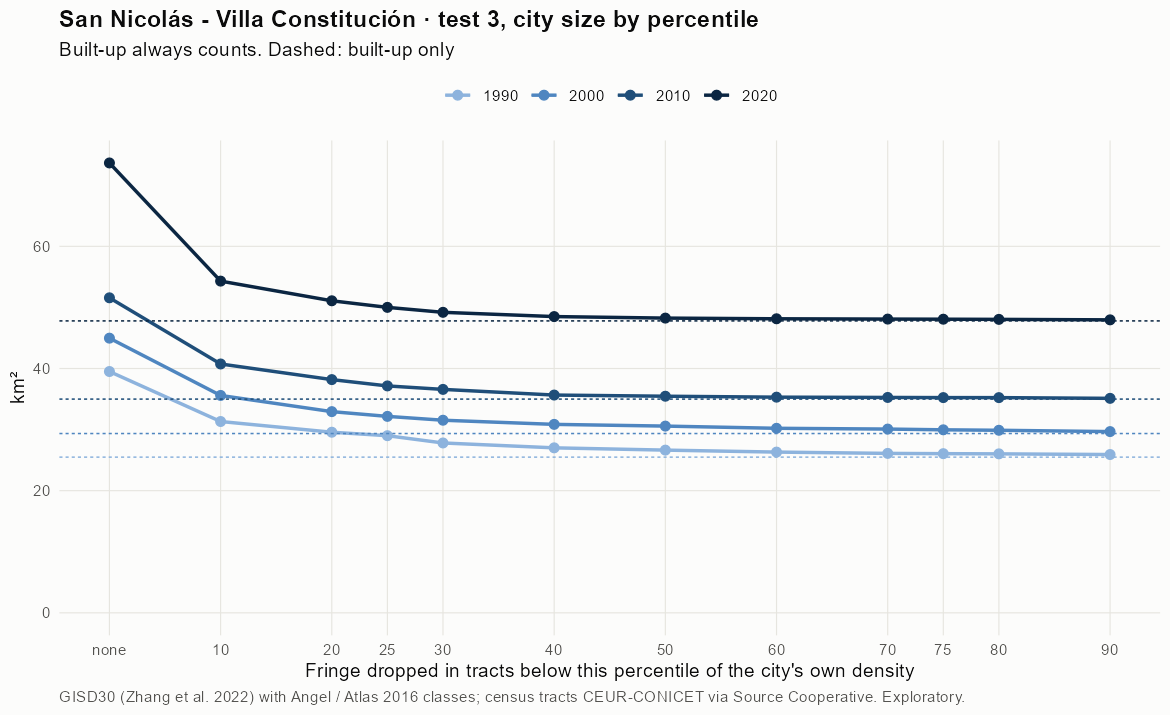 San Nicolás - Villa Constitución · test 3, city size by percentile
Built-up always counts. Dashed: built-up only
1990 2000 2010 2020
km²
60
40
20
0
none 10 20 25 30 40 50 60 70 75 80 90
Fringe dropped in tracts below this percentile of the city's own density
GISD30 (Zhang et al. 2022) with Angel / Atlas 2016 classes; census tracts CEUR-CONICET via Source Cooperative. Exploratory.